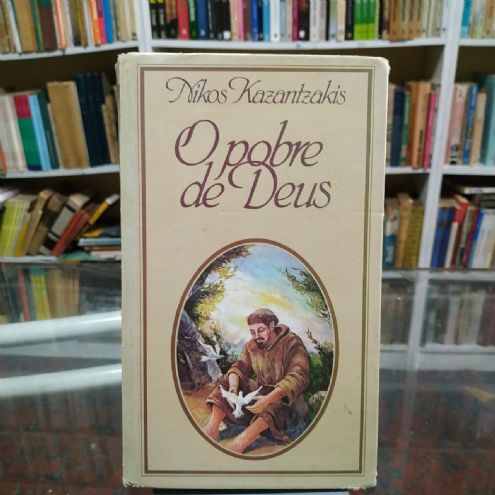 Nikos Kazantzakis
O pobre
de Deus